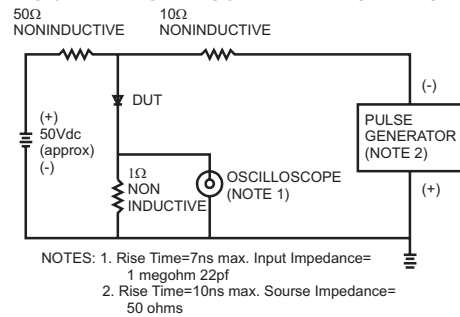 50Ω
NONINDUCTIVE
10Ω
NONINDUCTIVE
(+)
50Vdc
(approx)
(-)
DUT
1Ω
NON
INDUCTIVE
OSCILLOSCOPE
(NOTE 1)
(-)
PULSE
GENERATOR
(NOTE 2)
(+)
NOTES: 1. Rise Time=7ns max. Input Impedance=
1 megohm 22pf
2. Rise Time=10ns max. Sourse Impedance=
50 ohms